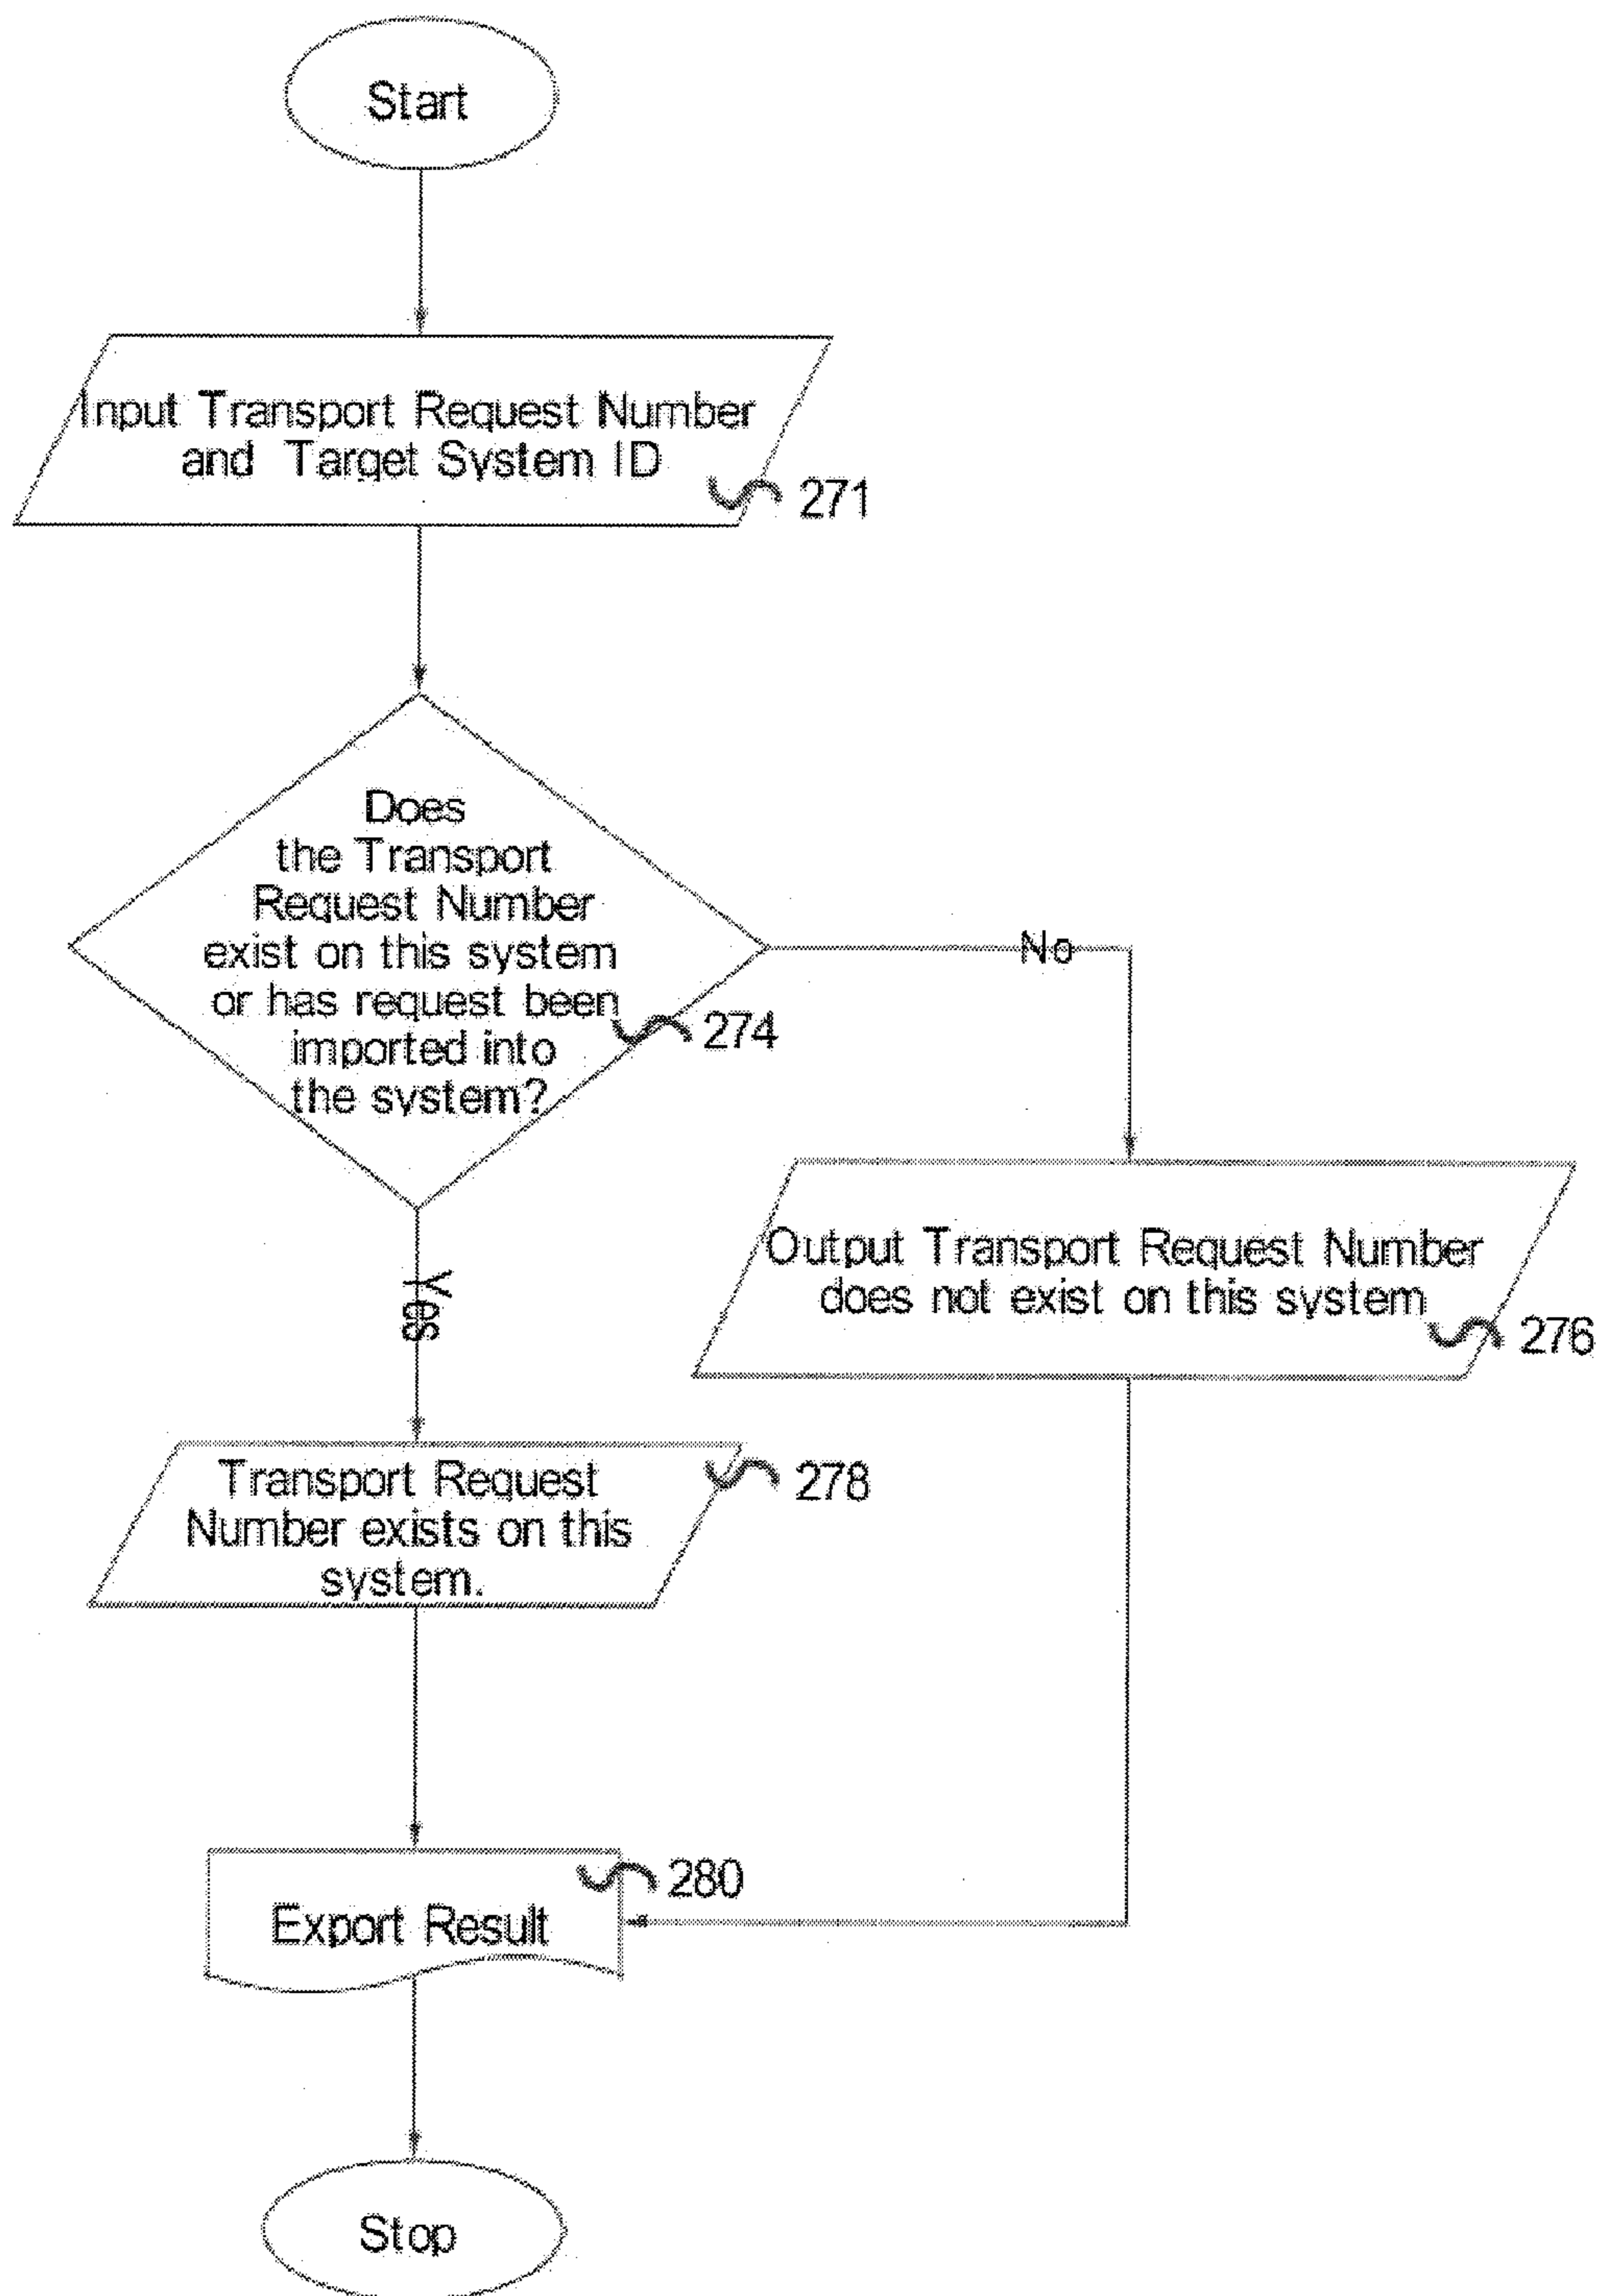 Start
Input Transport Request Number
and Target System ID
271
Does
the Transport
Request Number
exist on this system
or has request been
imported into
the system?
274
No
Yes
Output Transport Request Number
does not exist on this system
276
Transport Request
Number exists on this
system.
278
Export Result
280
Stop